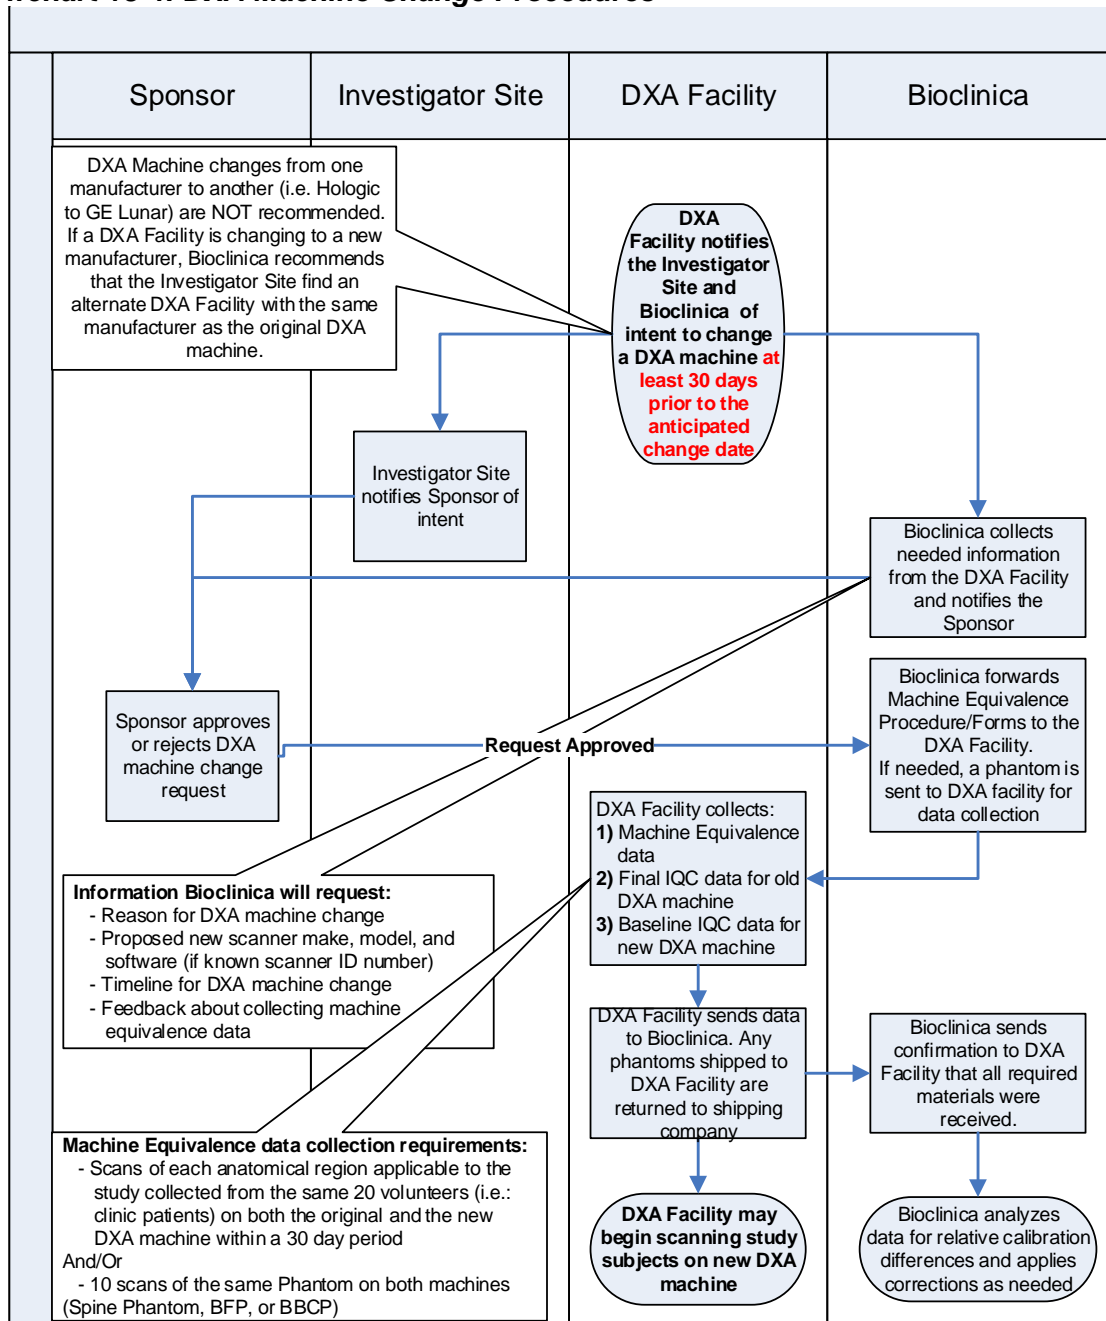 DXA Machine Change Procedures
Sponsor
Investigator Site
DXA Facility
Bioclinica
DXA Machine changes from one
manufacturer to another (i.e. Hologic
to GE Lunar) are NOT recommended.
If a DXA Facility is changing to a new
manufacturer, Bioclinica recommends
that the Investigator Site find an
alternate DXA Facility with the same
manufacturer as the original DXA
machine.
DXA
Facility notifies
the Investigator
Site and
Bioclinica of
intent to change
a DXA machine at
least 30 days
prior to the
anticipated
change date
Investigator Site
notifies Sponsor of
intent
Bioclinica collects
needed information
from the DXA Facility
and notifies the
Sponsor
Sponsor approves
or rejects DXA
machine change
request
Request Approved
Bioclinica forwards
Machine Equivalence
Procedure/Forms to the
DXA Facility.
If needed, a phantom is
sent to DXA facility for
data collection
DXA Facility collects:
1) Machine Equivalence
data
2) Final IQC data for old
DXA machine
3) Baseline IQC data for
new DXA machine
Information Bioclinica will request:
- Reason for DXA machine change
- Proposed new scanner make, model, and
software (if known scanner ID number)
- Timeline for DXA machine change
- Feedback about collecting machine
equivalence data
DXA Facility sends data
to Bioclinica. Any
phantoms shipped to
DXA Facility are
returned to shipping
company
Bioclinica sends
confirmation to DXA
Facility that all required
materials were
received.
Machine Equivalence data collection requirements:
- Scans of each anatomical region applicable to the
study collected from the same 20 volunteers (i.e.:
clinic patients) on both the original and the new
DXA machine within a 30 day period
And/Or
- 10 scans of the same Phantom on both machines
(Spine Phantom, BFP, or BBCP)
DXA Facility may
begin scanning study
subjects on new DXA
machine
Bioclinica analyzes
data for relative calibration
differences and applies
corrections as needed